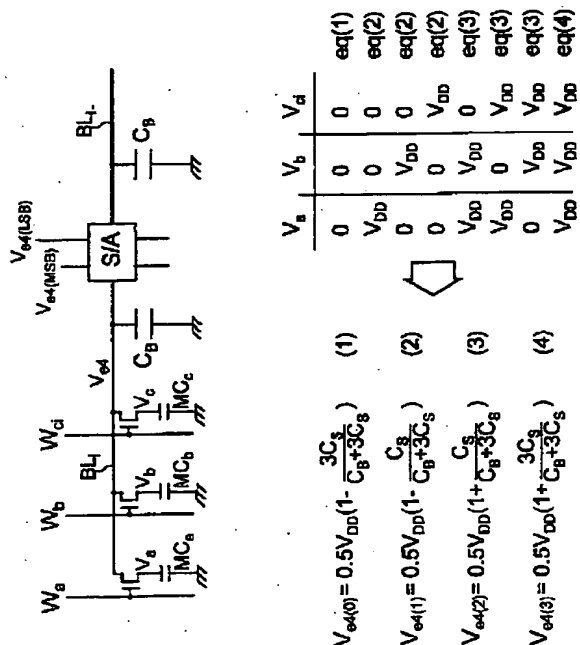 W_a W_b W_ci V_e4(LSB)
V_e4(MSB)
BL_I V_e4 S/A BL_I-
V_a V_b V_c
MC_a MC_b MC_c C_B C_B
V_e4(0) = 0.5V_DD(1- 3C_S/(C_B+3C_S)) (1)
V_e4(1) = 0.5V_DD(1- C_S/(C_B+3C_S)) (2)
V_e4(2) = 0.5V_DD(1+ C_S/(C_B+3C_S)) (3)
V_e4(3) = 0.5V_DD(1+ 3C_S/(C_B+3C_S)) (4)
V_a V_b V_ci
0 0 0 eq(1)
V_DD 0 0 eq(2)
0 V_DD 0 eq(2)
0 0 V_DD eq(2)
V_DD V_DD 0 eq(3)
V_DD 0 V_DD eq(3)
0 V_DD V_DD eq(3)
V_DD V_DD V_DD eq(4)